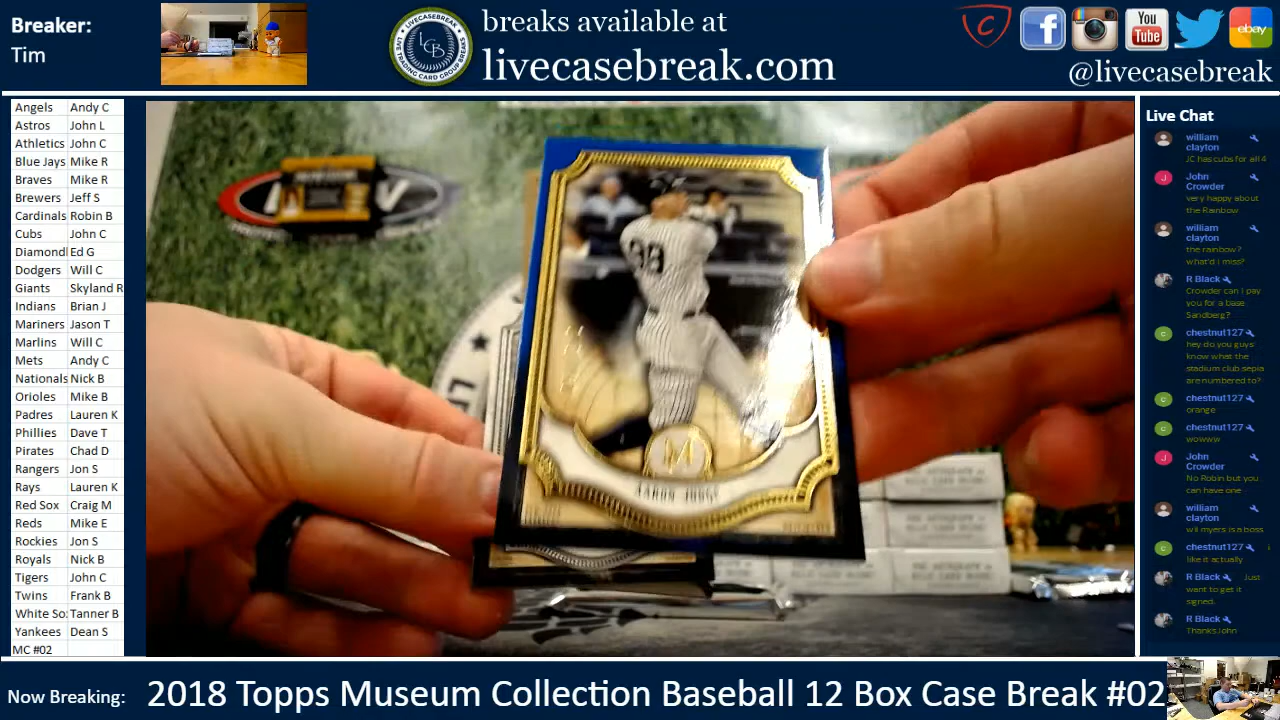 Breaker:
Tim
breaks available at
livecasebreak.com
You
Tube
ebay
@livecasebreak
Angels Andy C
Astros John L
Athletics John C
Blue Jays Mike R
Braves Mike R
Brewers Jeff S
Cardinals Robin B
Cubs John C
Diamond Ed G
Dodgers Will C
Giants Skyland R
Indians Brian J
Mariners Jason T
Marlins Will C
Mets Andy C
Nationals Nick B
Orioles Mike B
Padres Lauren K
Phillies Dave T
Pirates Chad D
Rangers Jon S
Rays Lauren K
Red Sox Craig M
Reds Mike E
Rockies Jon S
Royals Nick B
Tigers John C
Twins Frank B
White So Tanner B
Yankees Dean S
MC #02
M
Live Chat
william
clayton
JC has cubs for all 4
John
Crowder
very happy about
the Rainbow
william
clayton
the rainbow?
what'd i miss?
R Black
Crowder can I pay
you for a base
Sandberg?
chestnut127
hey do you guys
know what the
stadium club sepia
are numbered to?
chestnut127
orange
chestnut127
wowww
John
Crowder
No Robin but you
can have one
william
clayton
wil myers is a boss
chestnut127 i
like it actually
R Black Just
want to get it
signed.
R Black
Thanks John
Now Breaking:
2018 Topps Museum Collection Baseball 12 Box Case Break #02